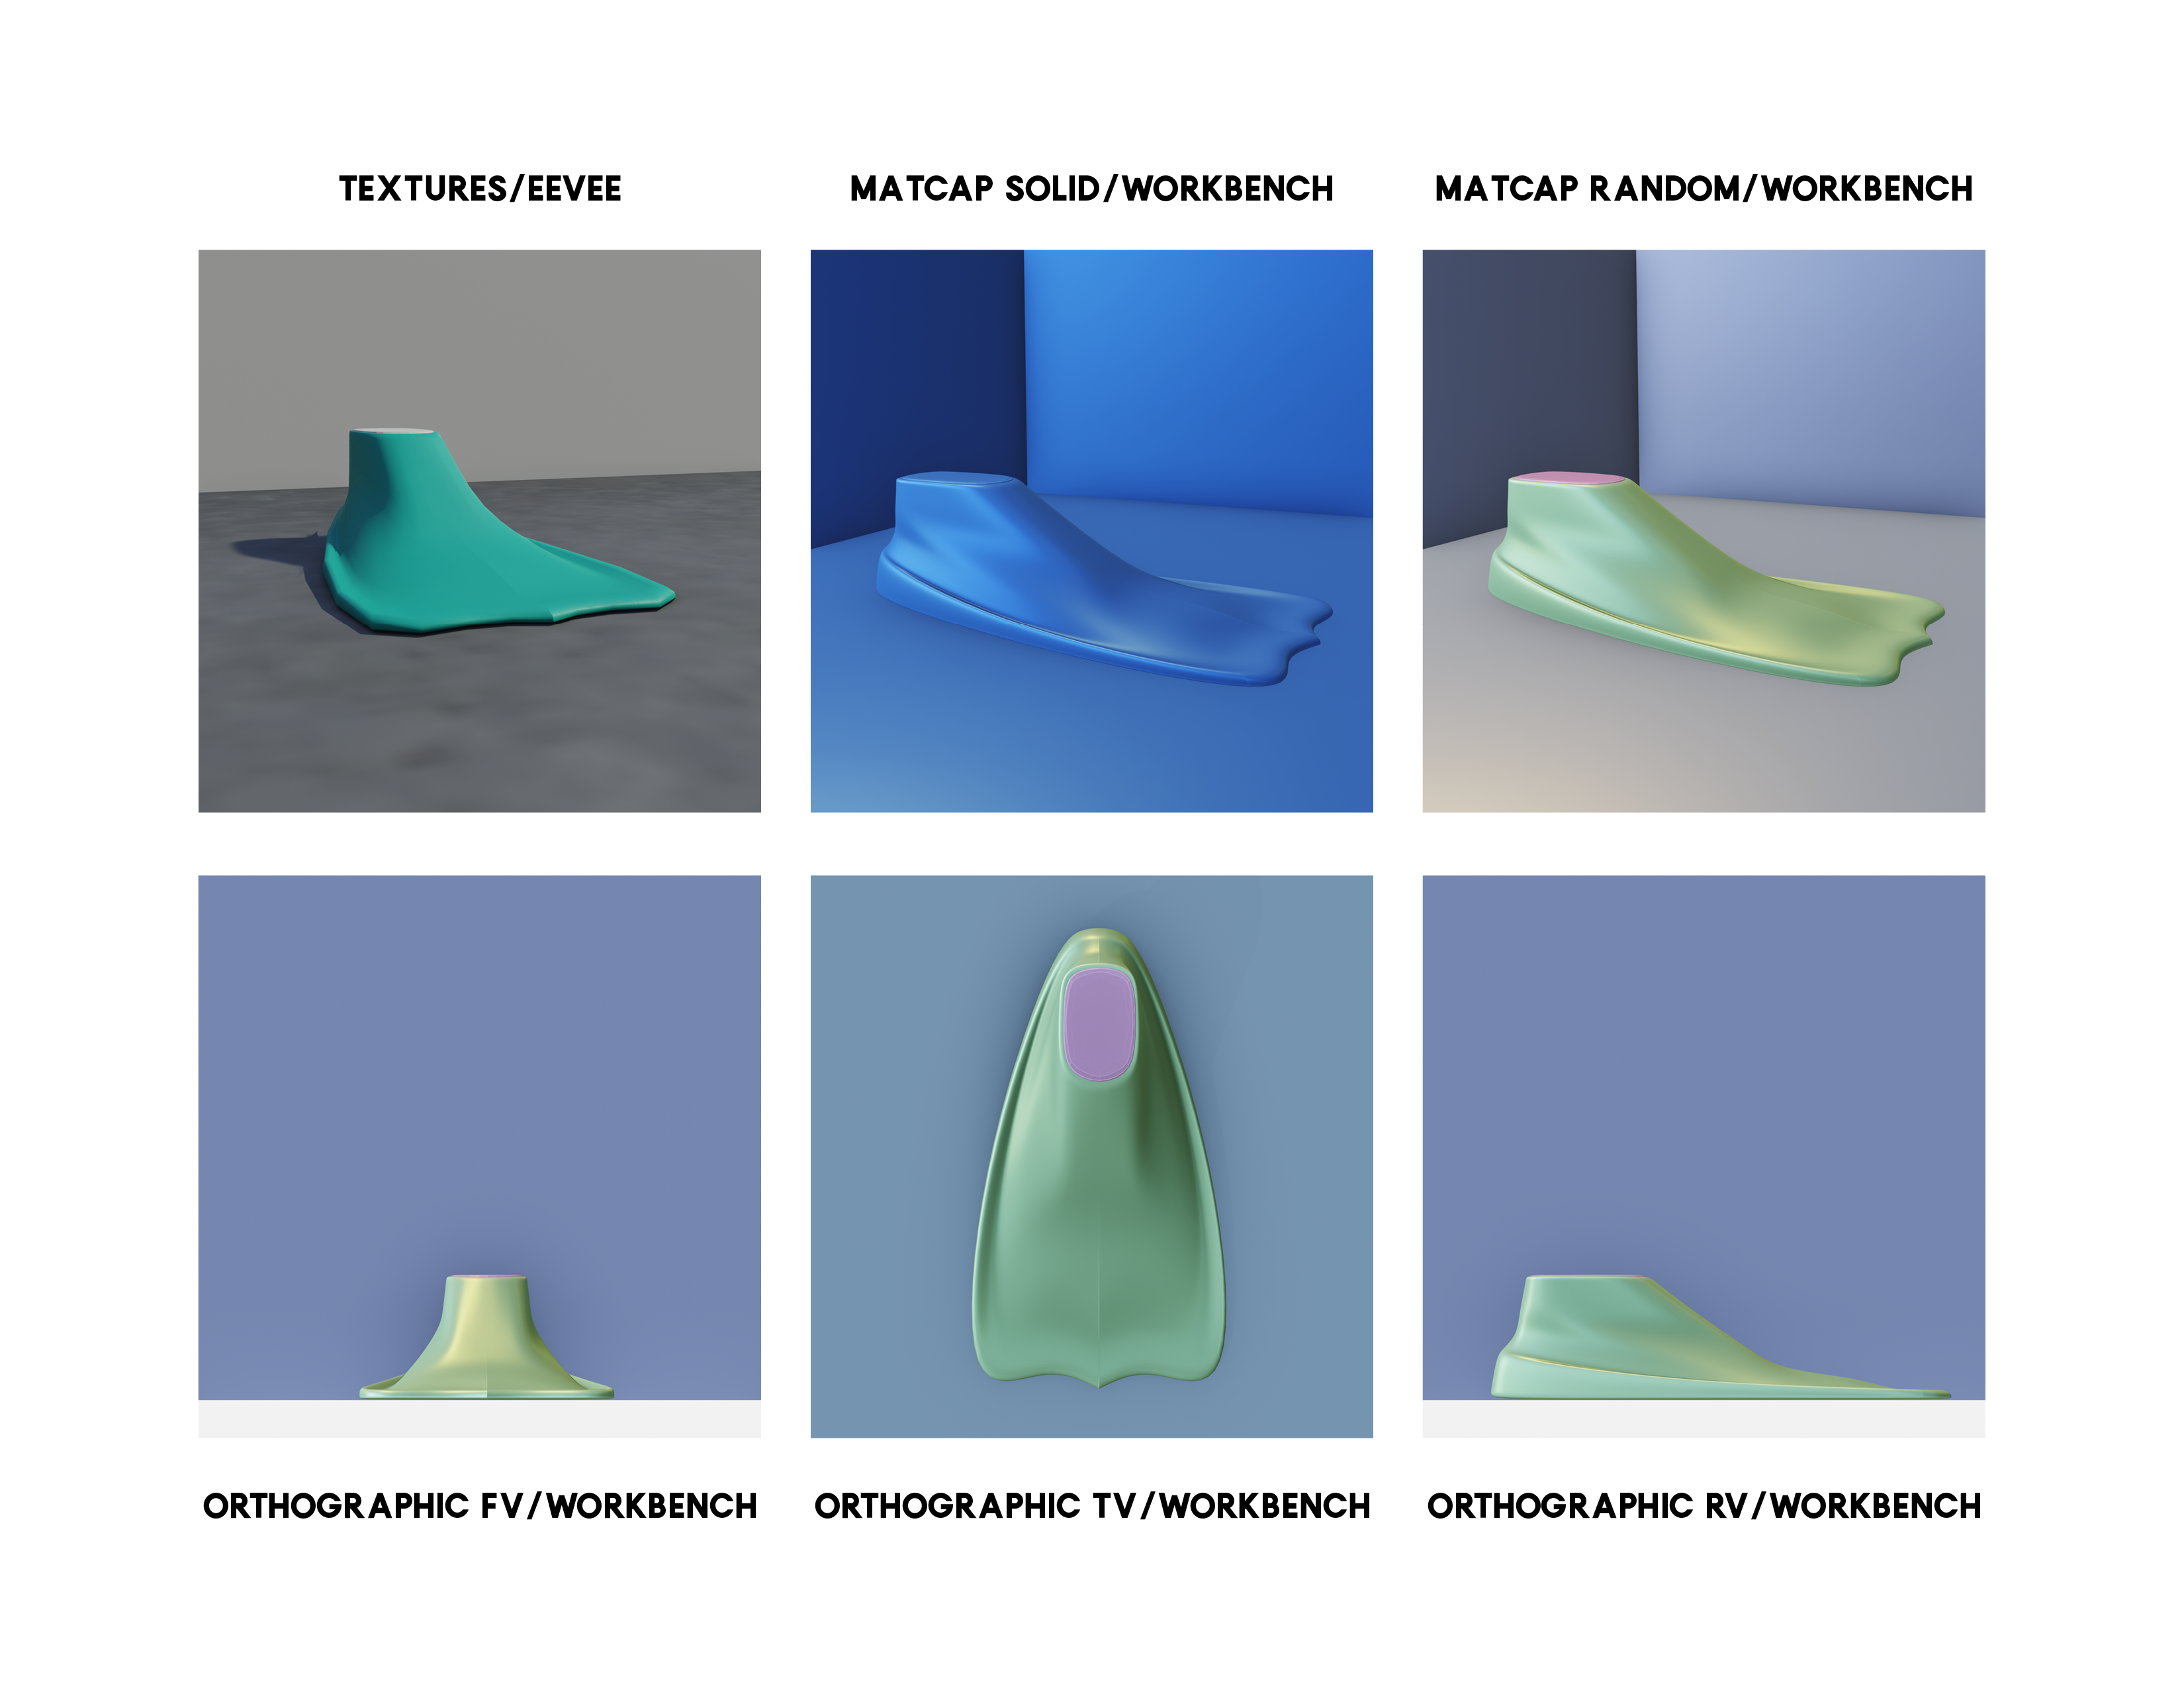 TEXTURES/EEVEE
MATCAP SOLID/WORKBENCH
MATCAP RANDOM/WORKBENCH
ORTHOGRAPHIC FV/WORKBENCH
ORTHOGRAPHIC TV/WORKBENCH
ORTHOGRAPHIC RV/WORKBENCH